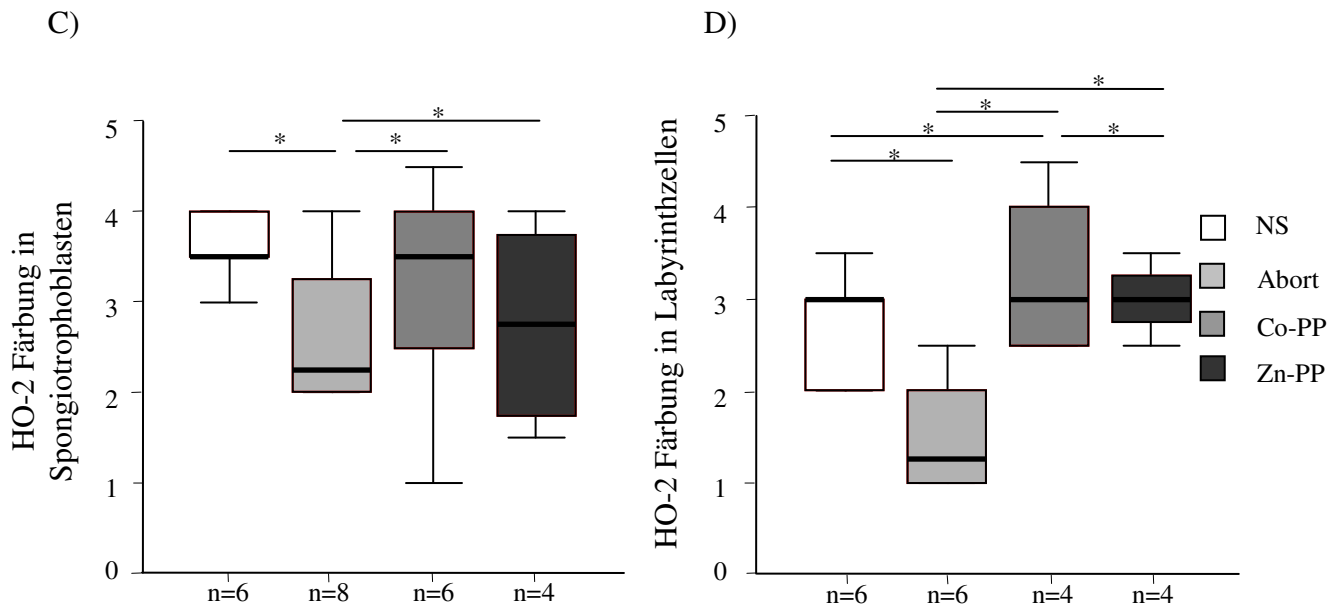 C)
*
*
*
5
4
3
2
1
0
HO-2 Färbung in
Spongiotrophoblasten
n=6
n=8
n=6
n=4
D)
*
*
*
*
*
5
4
3
2
1
0
HO-2 Färbung in Labyrinthzellen
n=6
n=6
n=4
n=4
NS
Abort
Co-PP
Zn-PP